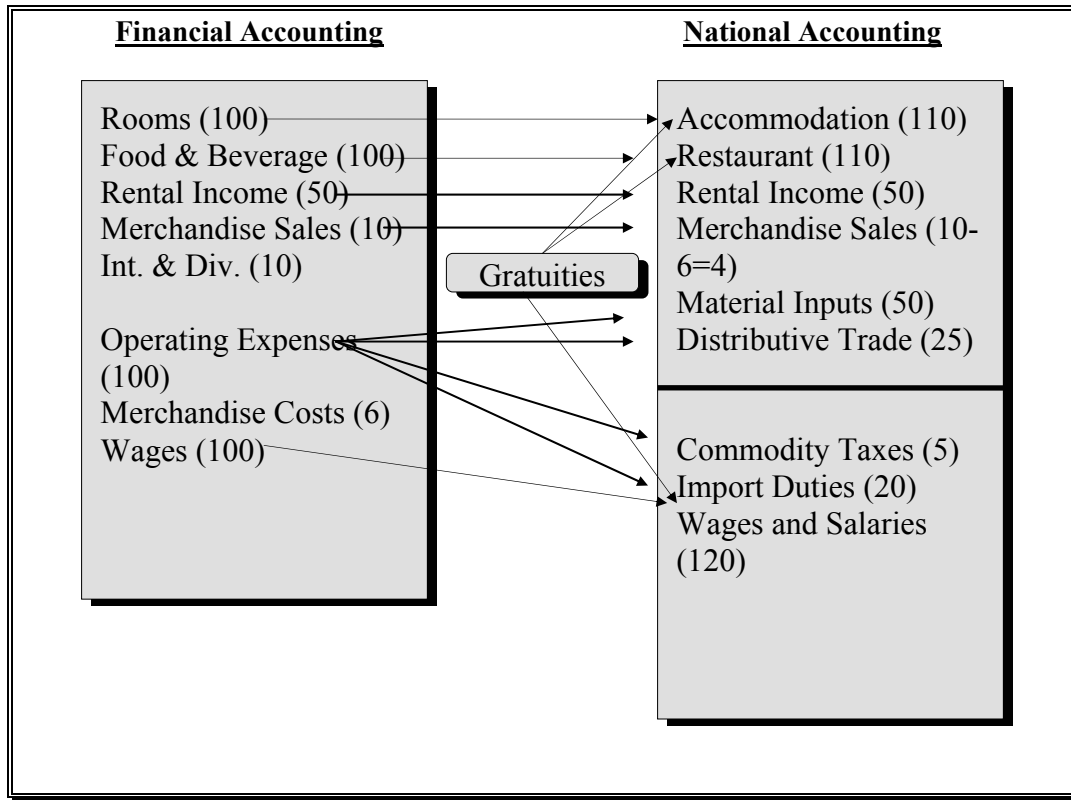 Financial Accounting
Rooms (100)
Food & Beverage (100)
Rental Income (50)
Merchandise Sales (10)
Int. & Div. (10)
Operating Expenses
(100)
Merchandise Costs (6)
Wages (100)
Gratuities
National Accounting
Accommodation (110)
Restaurant (110)
Rental Income (50)
Merchandise Sales (10-
6=4)
Material Inputs (50)
Distributive Trade (25)
Commodity Taxes (5)
Import Duties (20)
Wages and Salaries
(120)